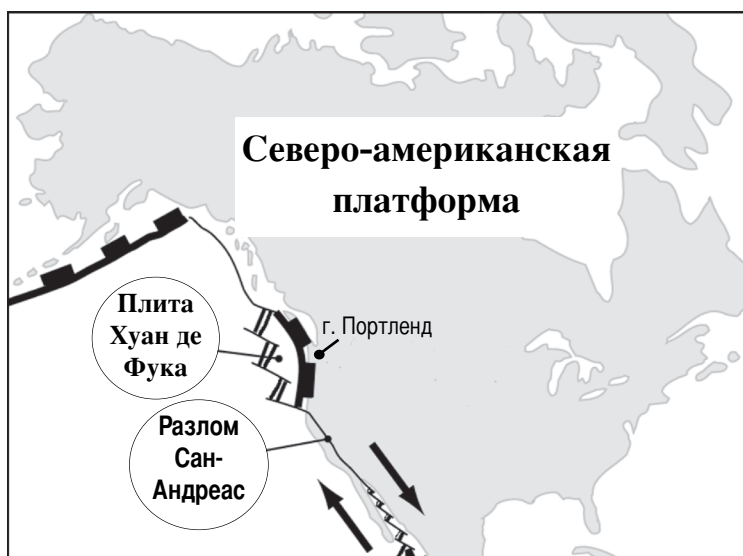 Северо-американская
платформа
Плита
Хуан де
Фука
г. Портленд
Разлом
Сан-
Андреас